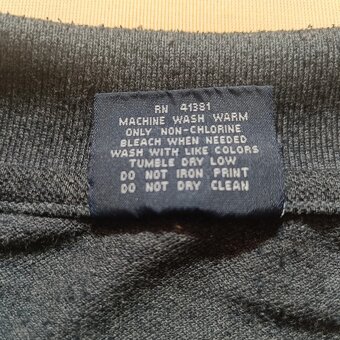 RN 41381
MACHINE WASH WARM
ONLY NON-CHLORINE
BLEACH WHEN NEEDED
WASH WITH LIKE COLORS
TUMBLE DRY LOW
DO NOT IRON PRINT
DO NOT DRY CLEAN